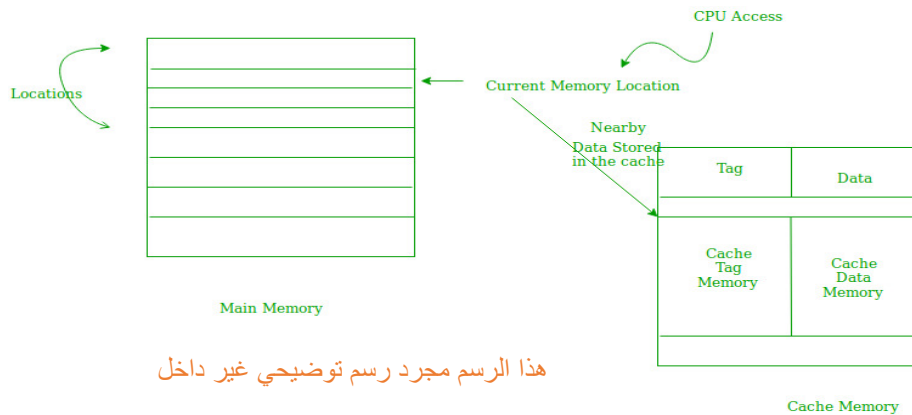 CPU Access
Locations
Current Memory Location
Nearby
Data Stored
in the cache
Tag
Data
Cache
Tag
Memory
Cache
Data
Memory
Main Memory
هذا الرسم مجرد رسم توضيحي غير داخل
Cache Memory